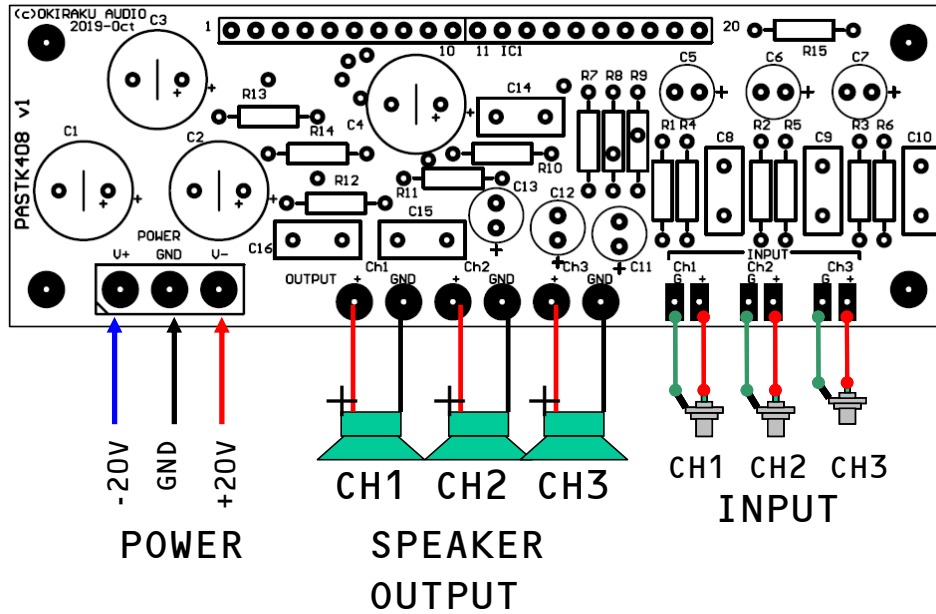 (c)OKIRAKU AUDIO
2019-Oct
PASTK408 v1
1
10 11 IC1
20
C3
R15
C5 C6 C7
R13
C4
C14
R7 R8 R9
C1
C2
R14
R10
R1 R4 C8 R2 R5 C9 R3 R6 C10
R12
R11
C13
C12
C16
C15
C11
POWER
V+ GND V-
OUTPUT
Ch1
+ GND
Ch2
+ GND
Ch3
+ GND
INPUT
Ch1
G +
Ch2
G +
Ch3
G +
-20V
GND
+20V
CH1 CH2 CH3
CH1 CH2 CH3
INPUT
POWER
SPEAKER
OUTPUT